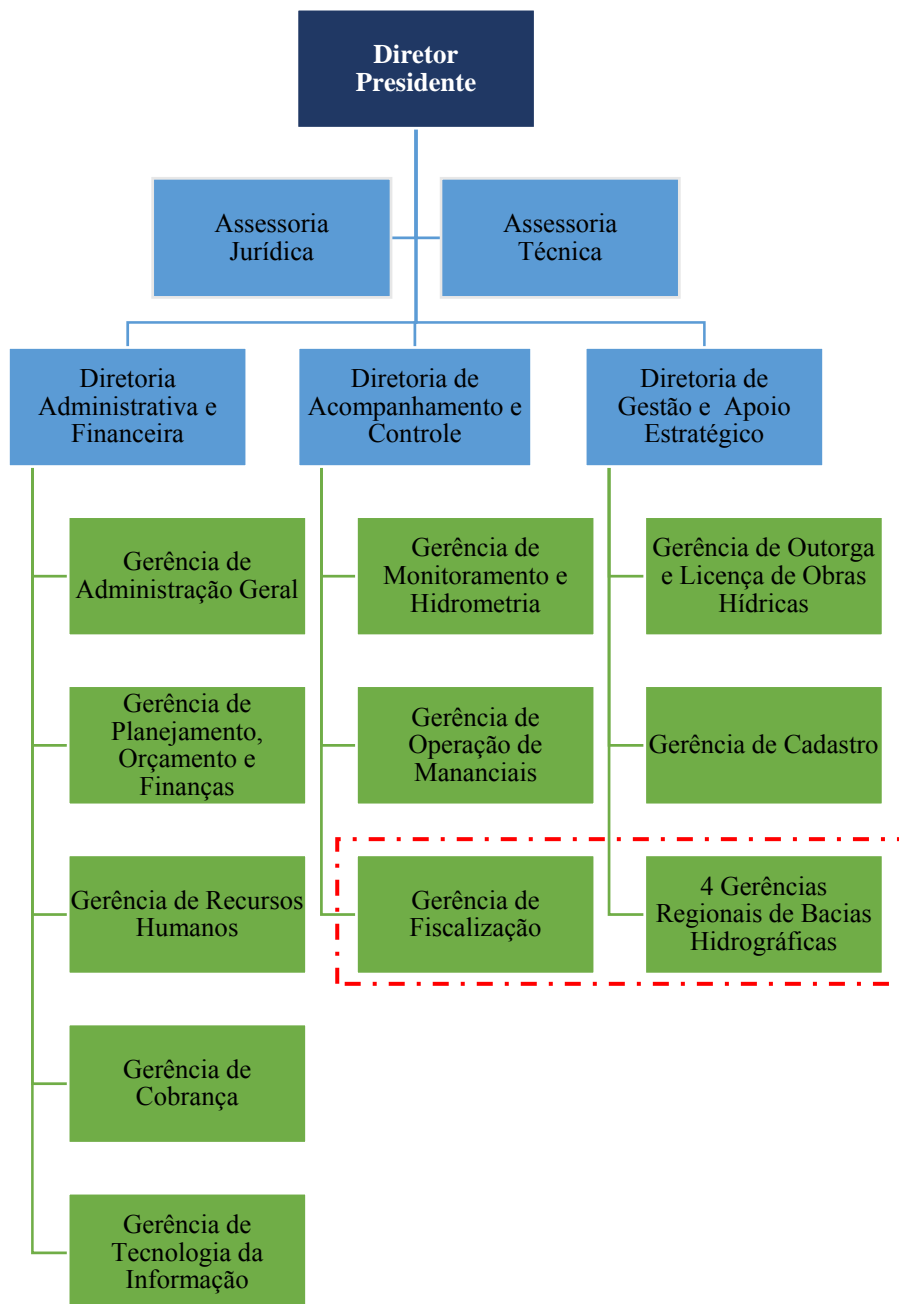 Diretor
Presidente
Assessoria
Jurídica
Assessoria
Técnica
Diretoria
Administrativa e
Financeira
Diretoria de
Acompanhamento e
Controle
Diretoria de
Gestão e Apoio
Estratégico
Gerência de
Administração Geral
Gerência de
Monitoramento e
Hidrometria
Gerência de Outorga
e Licença de Obras
Hídricas
Gerência de
Planejamento,
Orçamento e
Finanças
Gerência de
Operação de
Mananciais
Gerência de Cadastro
Gerência de Recursos
Humanos
Gerência de
Fiscalização
4 Gerências
Regionais de Bacias
Hidrográficas
Gerência de
Cobrança
Gerência de
Tecnologia da
Informação